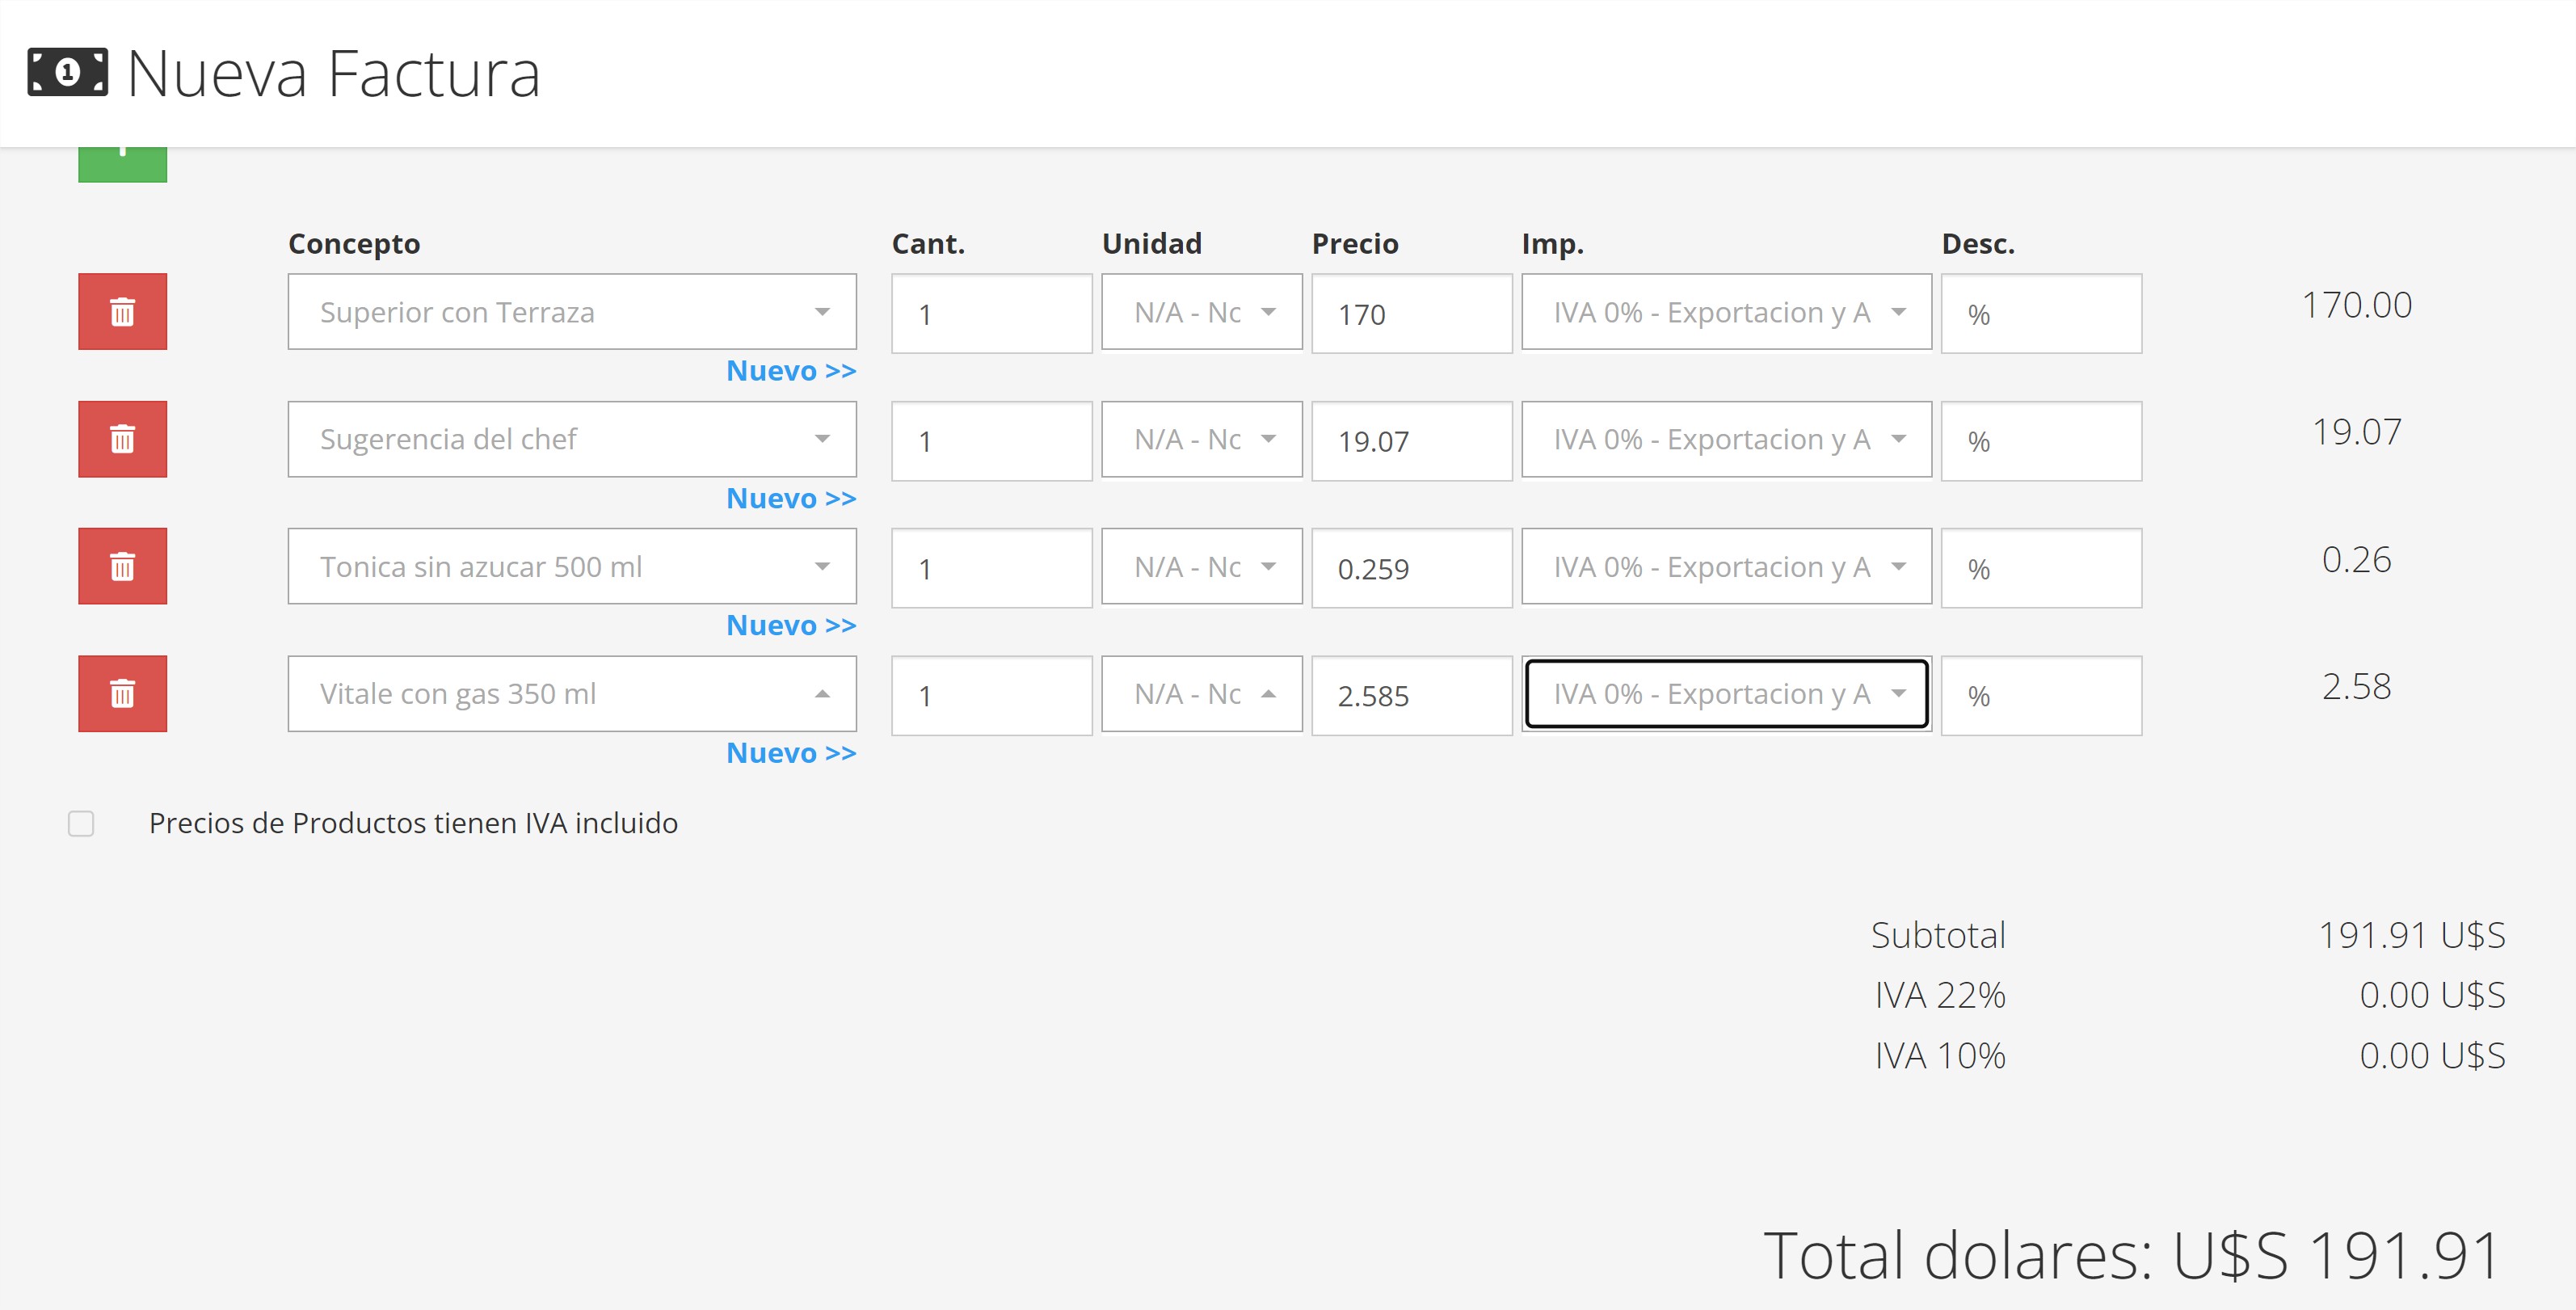 Nueva Factura
Concepto Cant. Unidad Precio Imp. Desc.
Superior con Terraza 1 N/A - Nc 170 IVA 0% - Exportacion y A % 170.00
Nuevo >>
Sugerencia del chef 1 N/A - Nc 19.07 IVA 0% - Exportacion y A % 19.07
Nuevo >>
Tonica sin azucar 500 ml 1 N/A - Nc 0.259 IVA 0% - Exportacion y A % 0.26
Nuevo >>
Vitale con gas 350 ml 1 N/A - Nc 2.585 IVA 0% - Exportacion y A % 2.58
Nuevo >>
Precios de Productos tienen IVA incluido
Subtotal 191.91 U$S
IVA 22% 0.00 U$S
IVA 10% 0.00 U$S
Total dolares: U$S 191.91